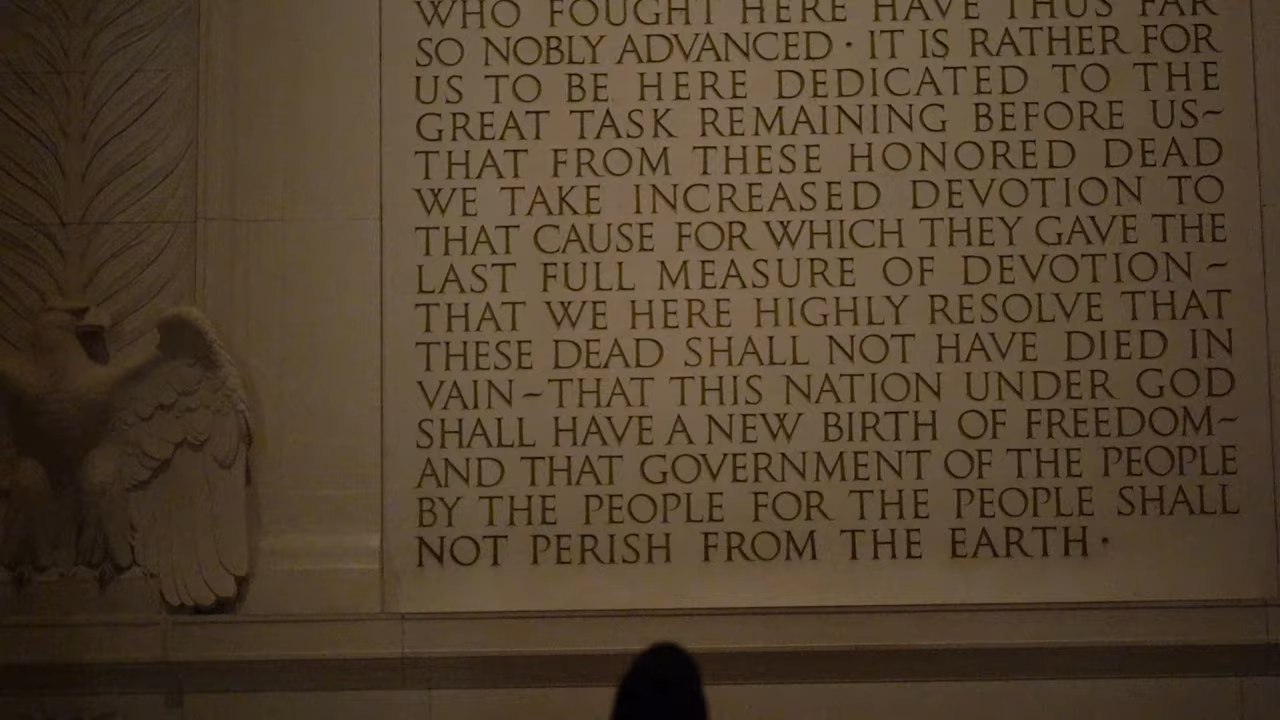 WHO FOUGHT HERE HAVE THUS FAR
SO NOBLY ADVANCED · IT IS RATHER FOR
US TO BE HERE DEDICATED TO THE
GREAT TASK REMAINING BEFORE US~
THAT FROM THESE HONORED DEAD
WE TAKE INCREASED DEVOTION TO
THAT CAUSE FOR WHICH THEY GAVE THE
LAST FULL MEASURE OF DEVOTION~
THAT WE HERE HIGHLY RESOLVE THAT
THESE DEAD SHALL NOT HAVE DIED IN
VAIN~THAT THIS NATION UNDER GOD
SHALL HAVE A NEW BIRTH OF FREEDOM~
AND THAT GOVERNMENT OF THE PEOPLE
BY THE PEOPLE FOR THE PEOPLE SHALL
NOT PERISH FROM THE EARTH ·